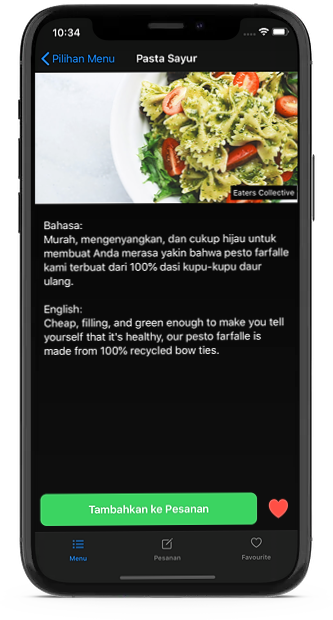 10:34
Pilihan Menu
Pasta Sayur
Eaters Collective
Bahasa:
Murah, mengenyangkan, dan cukup hijau untuk
membuat Anda merasa yakin bahwa pesto farfalle
kami terbuat dari 100% dasi kupu-kupu daur
ulang.
English:
Cheap, filling, and green enough to make you tell
yourself that it's healthy, our pesto farfalle is
made from 100% recycled bow ties.
Tambahkan ke Pesanan
Menu
Pesanan
Favourite